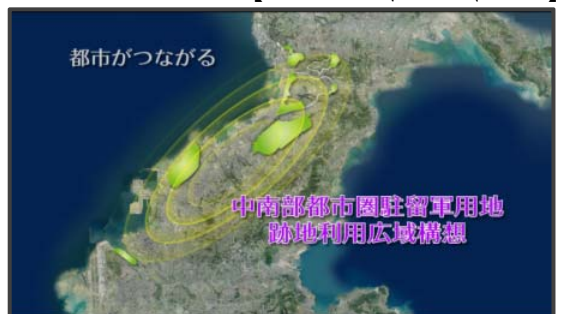 都市がつながる
中南部都市圏駐留軍用地
跡地利用広域構想